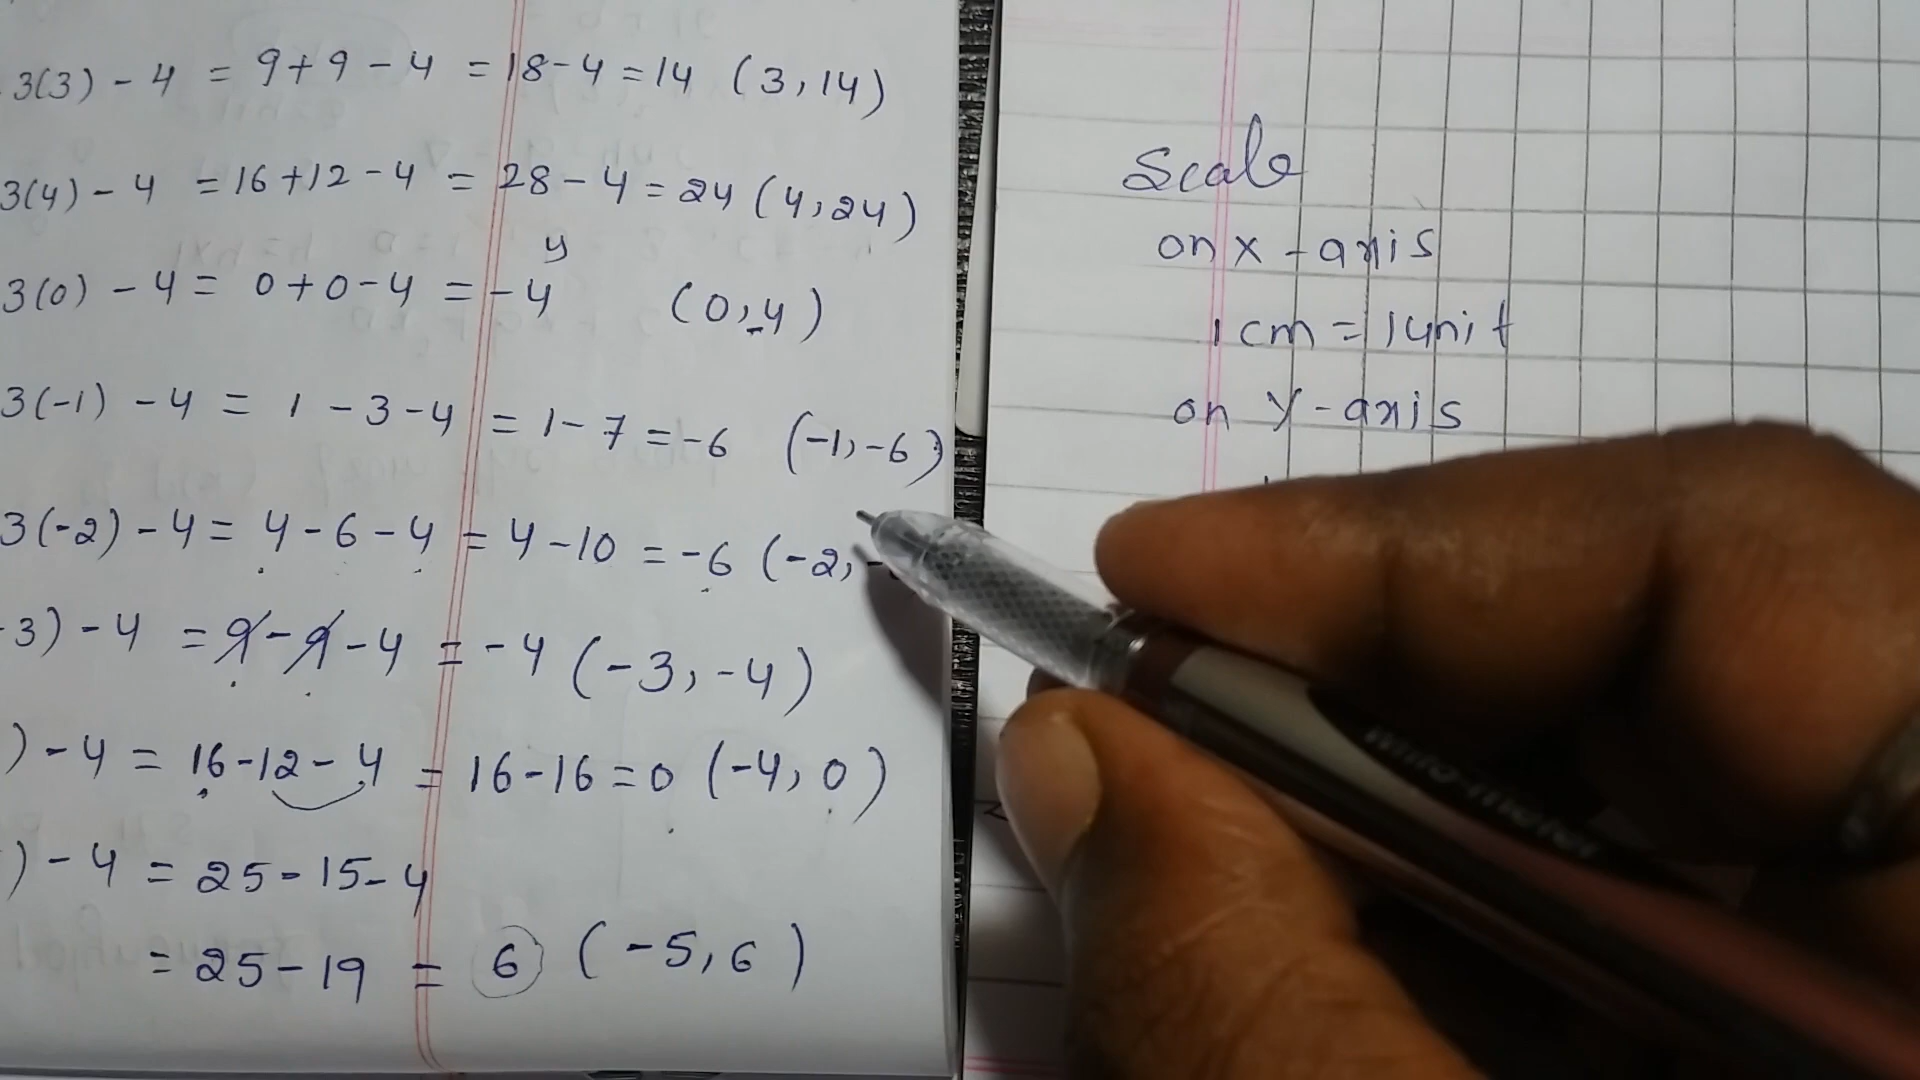 3(3) - 4 = 9 + 9 - 4 = 18 - 4 = 14 (3, 14)
3(4) - 4 = 16 + 12 - 4 = 28 - 4 = 24 (4, 24)
y
3(0) - 4 = 0 + 0 - 4 = - 4 (0, -4)
3(-1) - 4 = 1 - 3 - 4 = 1 - 7 = -6 (-1, -6)
3(-2) - 4 = 4 - 6 - 4 = 4 - 10 = -6 (-2,
3) - 4 = 9 - 9 - 4 = - 4 (-3, -4)
) - 4 = 16 - 12 - 4 = 16 - 16 = 0 (-4, 0)
) - 4 = 25 - 15 - 4
= 25 - 19 = 6 (-5, 6)
Scale
on x - axis
1 cm = 1 unit
on y - axis